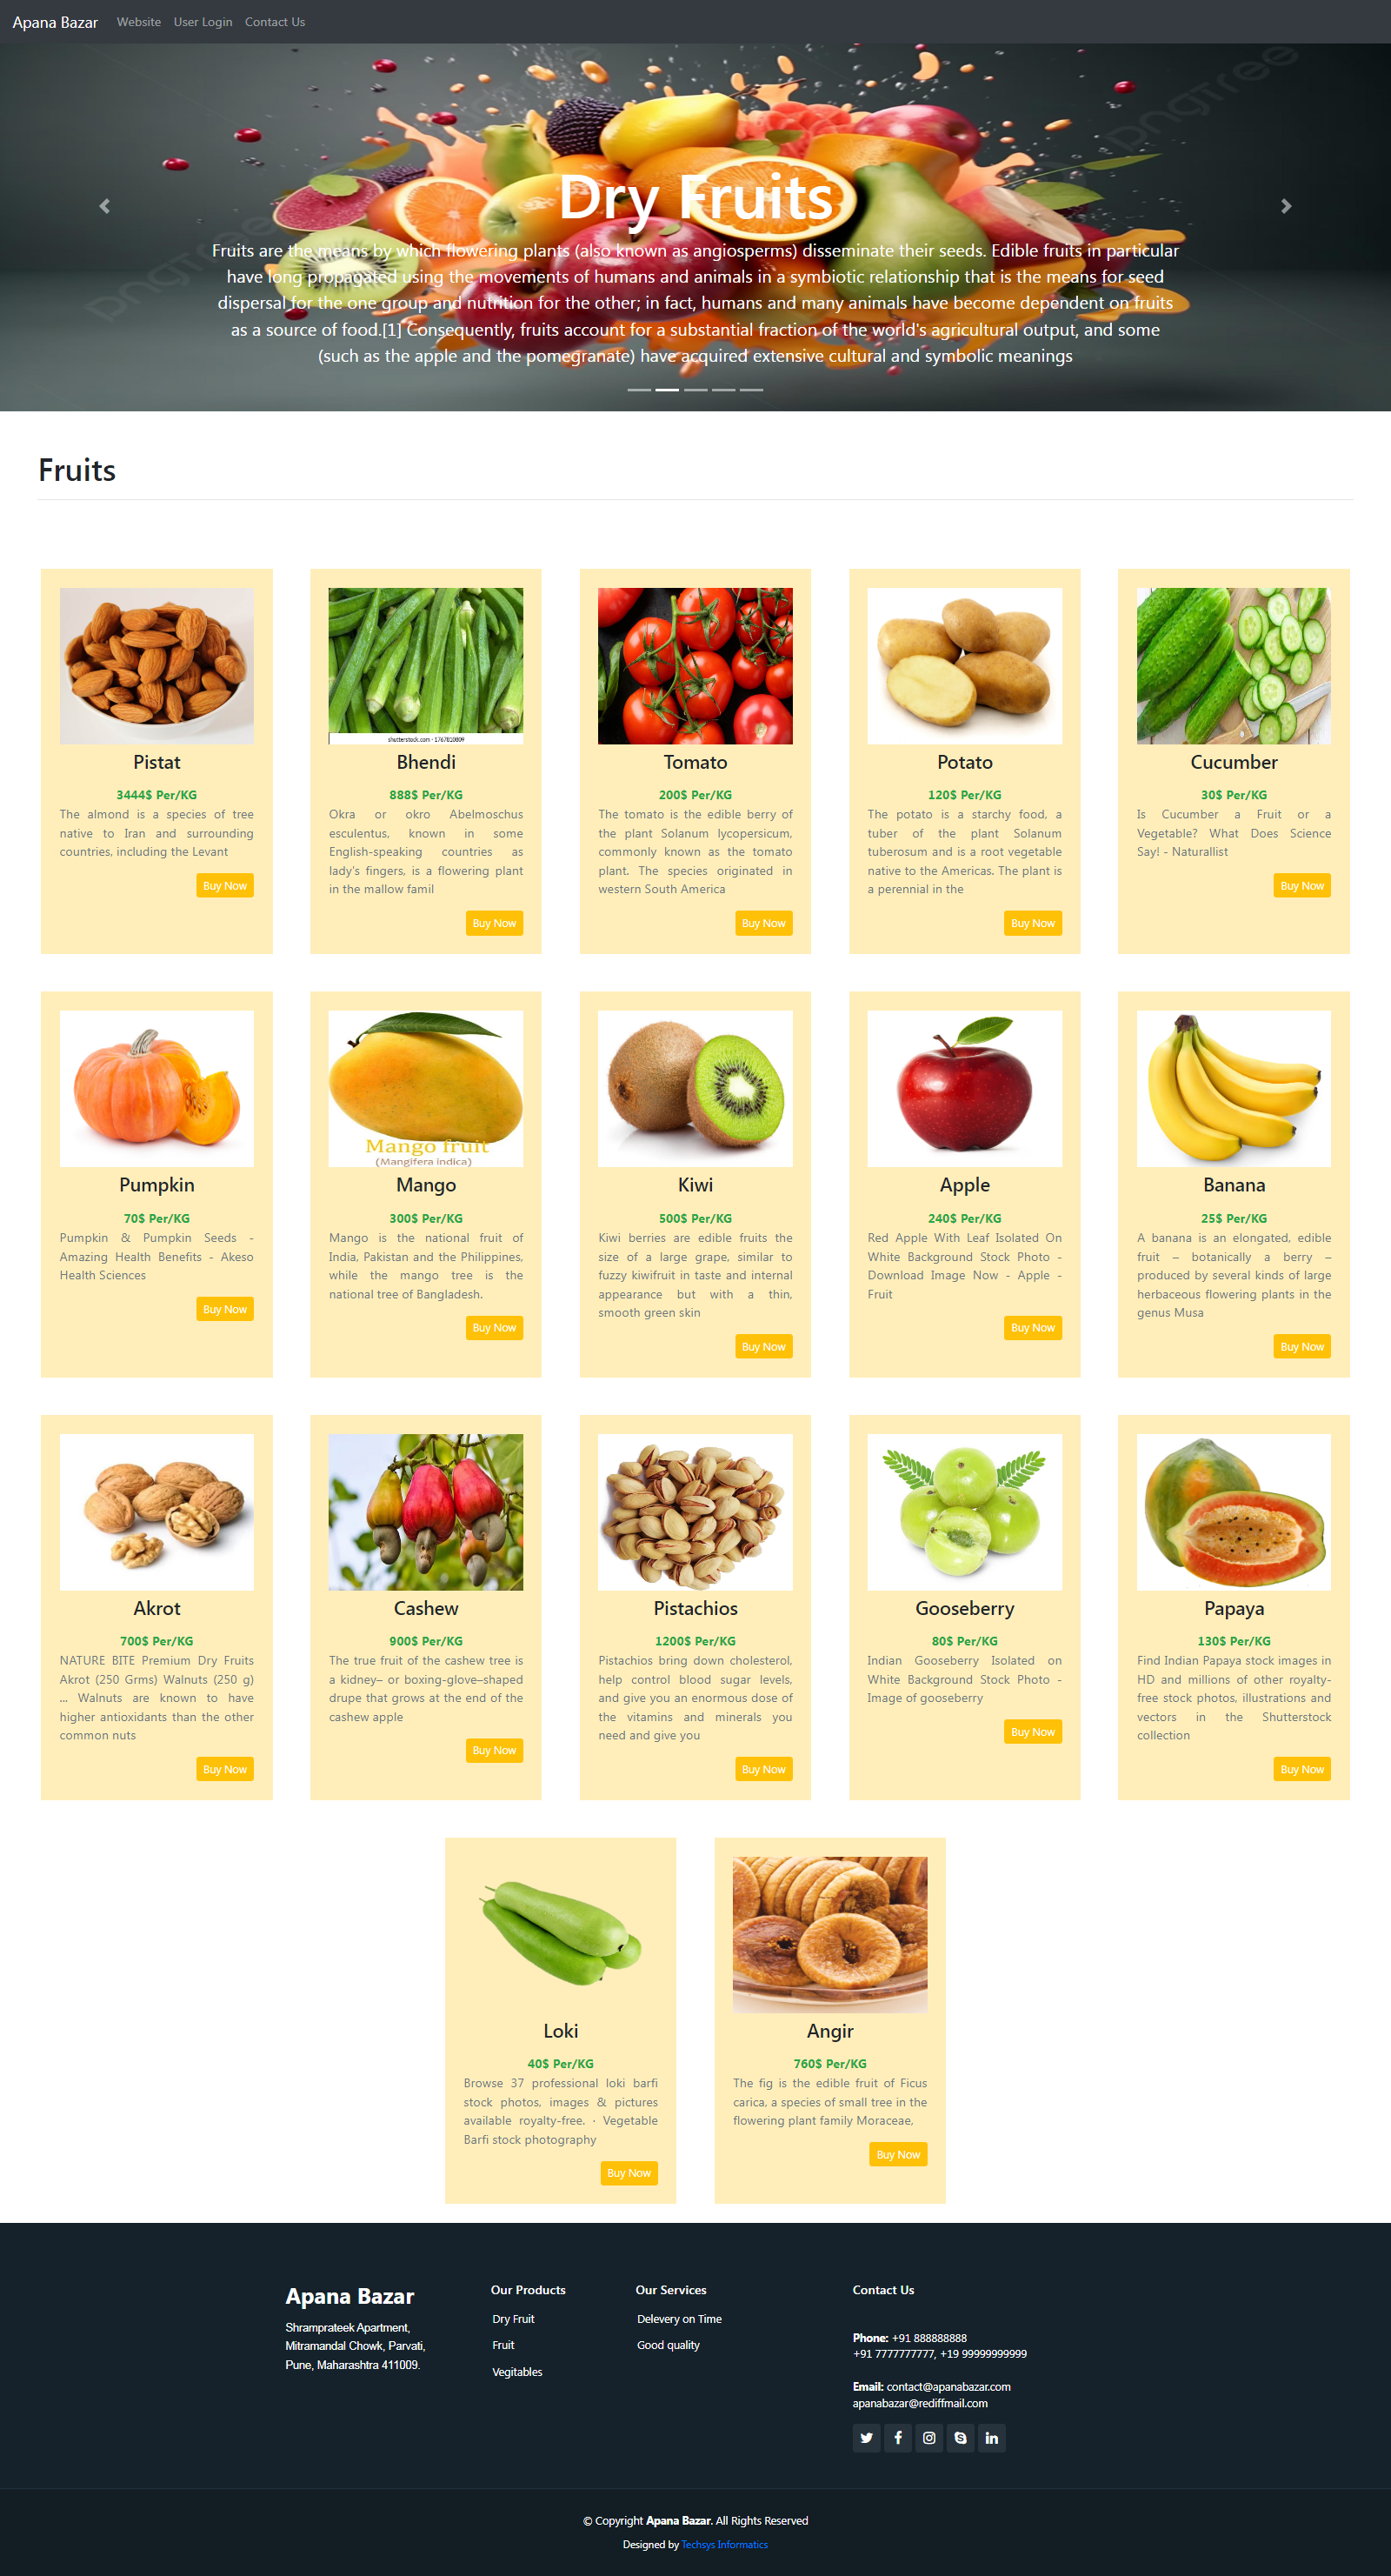 Apana Bazar Website User Login Contact Us
pngtree
Dry Fruits
Fruits are the means by which flowering plants (also known as angiosperms) disseminate their seeds. Edible fruits in particular
have long propagated using the movements of humans and animals in a symbiotic relationship that is the means for seed
dispersal for the one group and nutrition for the other; in fact, humans and many animals have become dependent on fruits
as a source of food.[1] Consequently, fruits account for a substantial fraction of the world's agricultural output, and some
(such as the apple and the pomegranate) have acquired extensive cultural and symbolic meanings
Fruits
Pistat
3444$ Per/KG
The almond is a species of tree
native to Iran and surrounding
countries, including the Levant
Buy Now
shutterstock.com · 1767810809
Bhendi
888$ Per/KG
Okra or okro Abelmoschus
esculentus, known in some
English-speaking countries as
lady's fingers, is a flowering plant
in the mallow famil
Buy Now
Tomato
200$ Per/KG
The tomato is the edible berry of
the plant Solanum lycopersicum,
commonly known as the tomato
plant. The species originated in
western South America
Buy Now
Potato
120$ Per/KG
The potato is a starchy food, a
tuber of the plant Solanum
tuberosum and is a root vegetable
native to the Americas. The plant is
a perennial in the
Buy Now
Cucumber
30$ Per/KG
Is Cucumber a Fruit or a
Vegetable? What Does Science
Say! - Naturallist
Buy Now
Pumpkin
70$ Per/KG
Pumpkin & Pumpkin Seeds -
Amazing Health Benefits - Akeso
Health Sciences
Buy Now
Mango fruit
(Mangifera indica)
Mango
300$ Per/KG
Mango is the national fruit of
India, Pakistan and the Philippines,
while the mango tree is the
national tree of Bangladesh.
Buy Now
Kiwi
500$ Per/KG
Kiwi berries are edible fruits the
size of a large grape, similar to
fuzzy kiwifruit in taste and internal
appearance but with a thin,
smooth green skin
Buy Now
Apple
240$ Per/KG
Red Apple With Leaf Isolated On
White Background Stock Photo -
Download Image Now - Apple -
Fruit
Buy Now
Banana
25$ Per/KG
A banana is an elongated, edible
fruit – botanically a berry –
produced by several kinds of large
herbaceous flowering plants in the
genus Musa
Buy Now
Akrot
700$ Per/KG
NATURE BITE Premium Dry Fruits
Akrot (250 Grms) Walnuts (250 g)
... Walnuts are known to have
higher antioxidants than the other
common nuts
Buy Now
Cashew
900$ Per/KG
The true fruit of the cashew tree is
a kidney– or boxing-glove–shaped
drupe that grows at the end of the
cashew apple
Buy Now
Pistachios
1200$ Per/KG
Pistachios bring down cholesterol,
help control blood sugar levels,
and give you an enormous dose of
the vitamins and minerals you
need and give you
Buy Now
Gooseberry
80$ Per/KG
Indian Gooseberry Isolated on
White Background Stock Photo -
Image of gooseberry
Buy Now
Papaya
130$ Per/KG
Find Indian Papaya stock images in
HD and millions of other royalty-
free stock photos, illustrations and
vectors in the Shutterstock
collection
Buy Now
Loki
40$ Per/KG
Browse 37 professional loki barfi
stock photos, images & pictures
available royalty-free. · Vegetable
Barfi stock photography
Buy Now
Angir
760$ Per/KG
The fig is the edible fruit of Ficus
carica, a species of small tree in the
flowering plant family Moraceae,
Buy Now
Apana Bazar
Shramprateek Apartment,
Mitramandal Chowk, Parvati,
Pune, Maharashtra 411009.
Our Products
Dry Fruit
Fruit
Vegitables
Our Services
Delevery on Time
Good quality
Contact Us
Phone: +91 888888888
+91 7777777777, +19 99999999999
Email: contact@apanabazar.com
apanabazar@rediffmail.com
© Copyright Apana Bazar. All Rights Reserved
Designed by Techsys Informatics